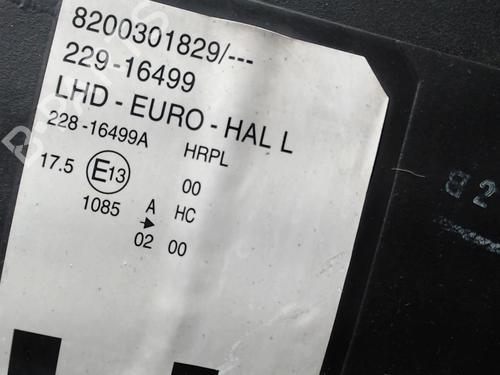 8200301829/---
229-16499
LHD - EURO - HAL L
228 -16499A HRPL
17.5 E13 00
1085 A HC
02 00